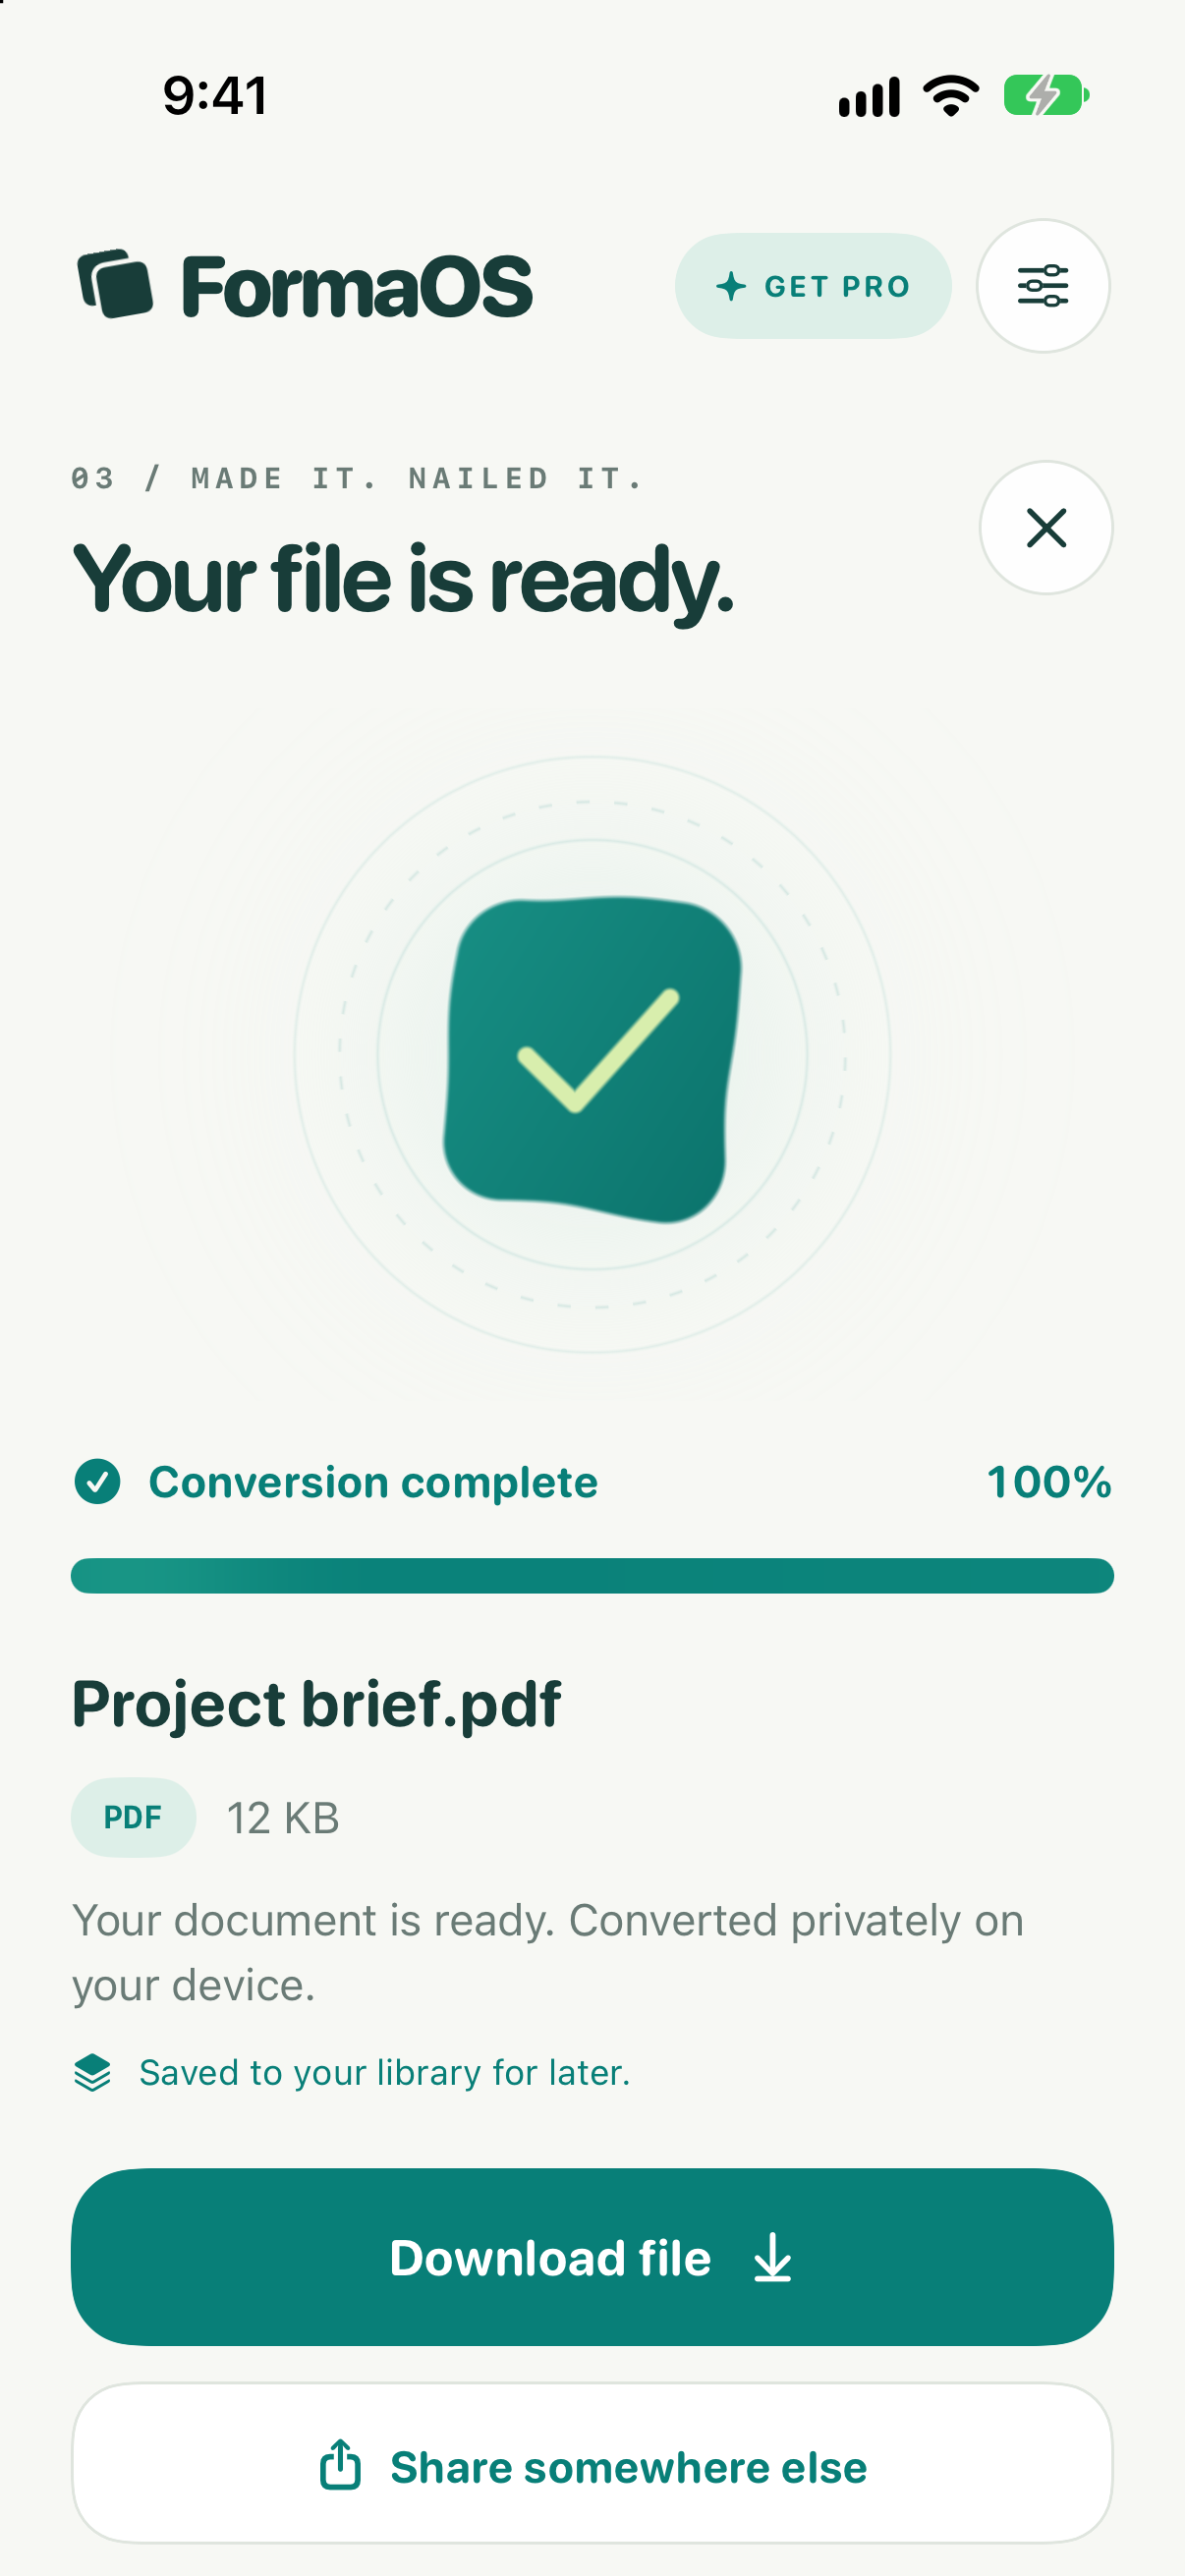 9:41
FormaOS
GET PRO
03 / MADE IT. NAILED IT.
Your file is ready.
Conversion complete
100%
Project brief.pdf
PDF
12 KB
Your document is ready. Converted privately on
your device.
Saved to your library for later.
Download file
Share somewhere else